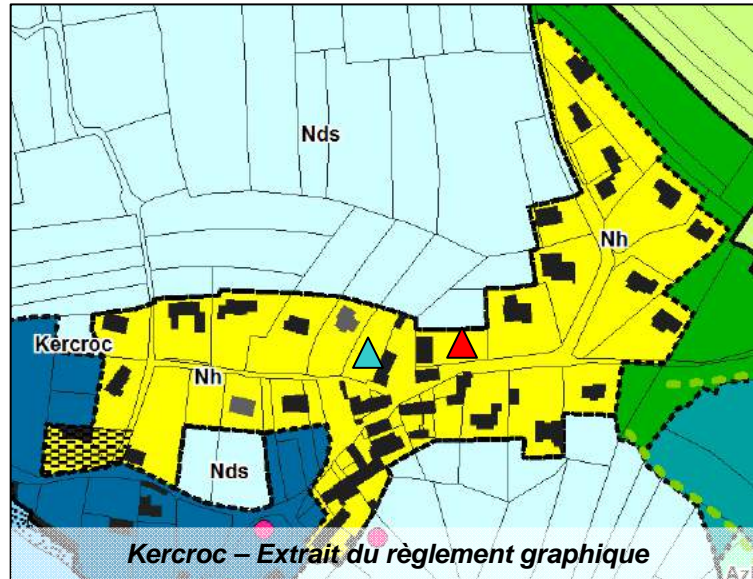 Nds
Nh
Kercroc
Nh
Nds
Kercroc – Extrait du règlement graphique